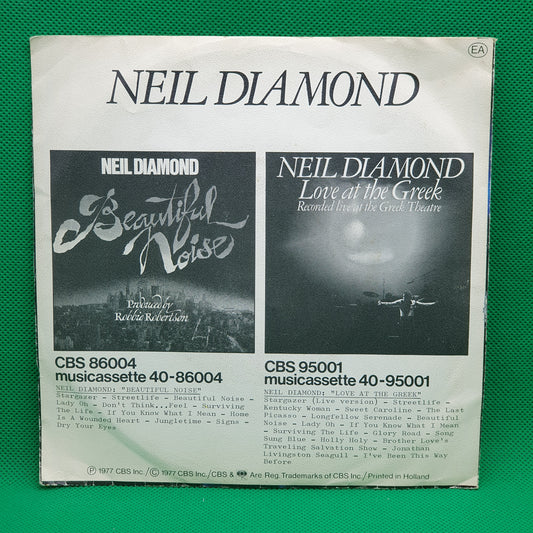 EA
NEIL DIAMOND
NEIL DIAMOND
Beautiful
Noise
Produced by
Robbie Robertson
NEIL DIAMOND
Love at the Greek
Recorded live at the Greek Theatre
CBS 86004
musicassette 40-86004
NEIL DIAMOND: "BEAUTIFUL NOISE"
Stargazer - Streetlife - Beautiful Noise -
Lady Oh - Don't Think...Feel - Surviving
The Life - If You Know What I Mean - Home
Is A Wounded Heart - Jungletime - Signs -
Dry Your Eyes
CBS 95001
musicassette 40-95001
NEIL DIAMOND: "LOVE AT THE GREEK"
Stargazer (Live version) - Streetlife -
Kentucky Woman - Sweet Caroline - The Last
Picasso - Longfellow Serenade - Beautiful
Noise - Lady Oh - If You Know What I Mean
- Surviving The Life - Glory Road - Song
Sung Blue - Holly Holy - Brother Love's
Traveling Salvation Show - Jonathan
Livingston Seagull - I've Been This Way
Before
℗ 1977 CBS Inc./© 1977 CBS Inc./CBS & Are Reg. Trademarks of CBS Inc./Printed in Holland